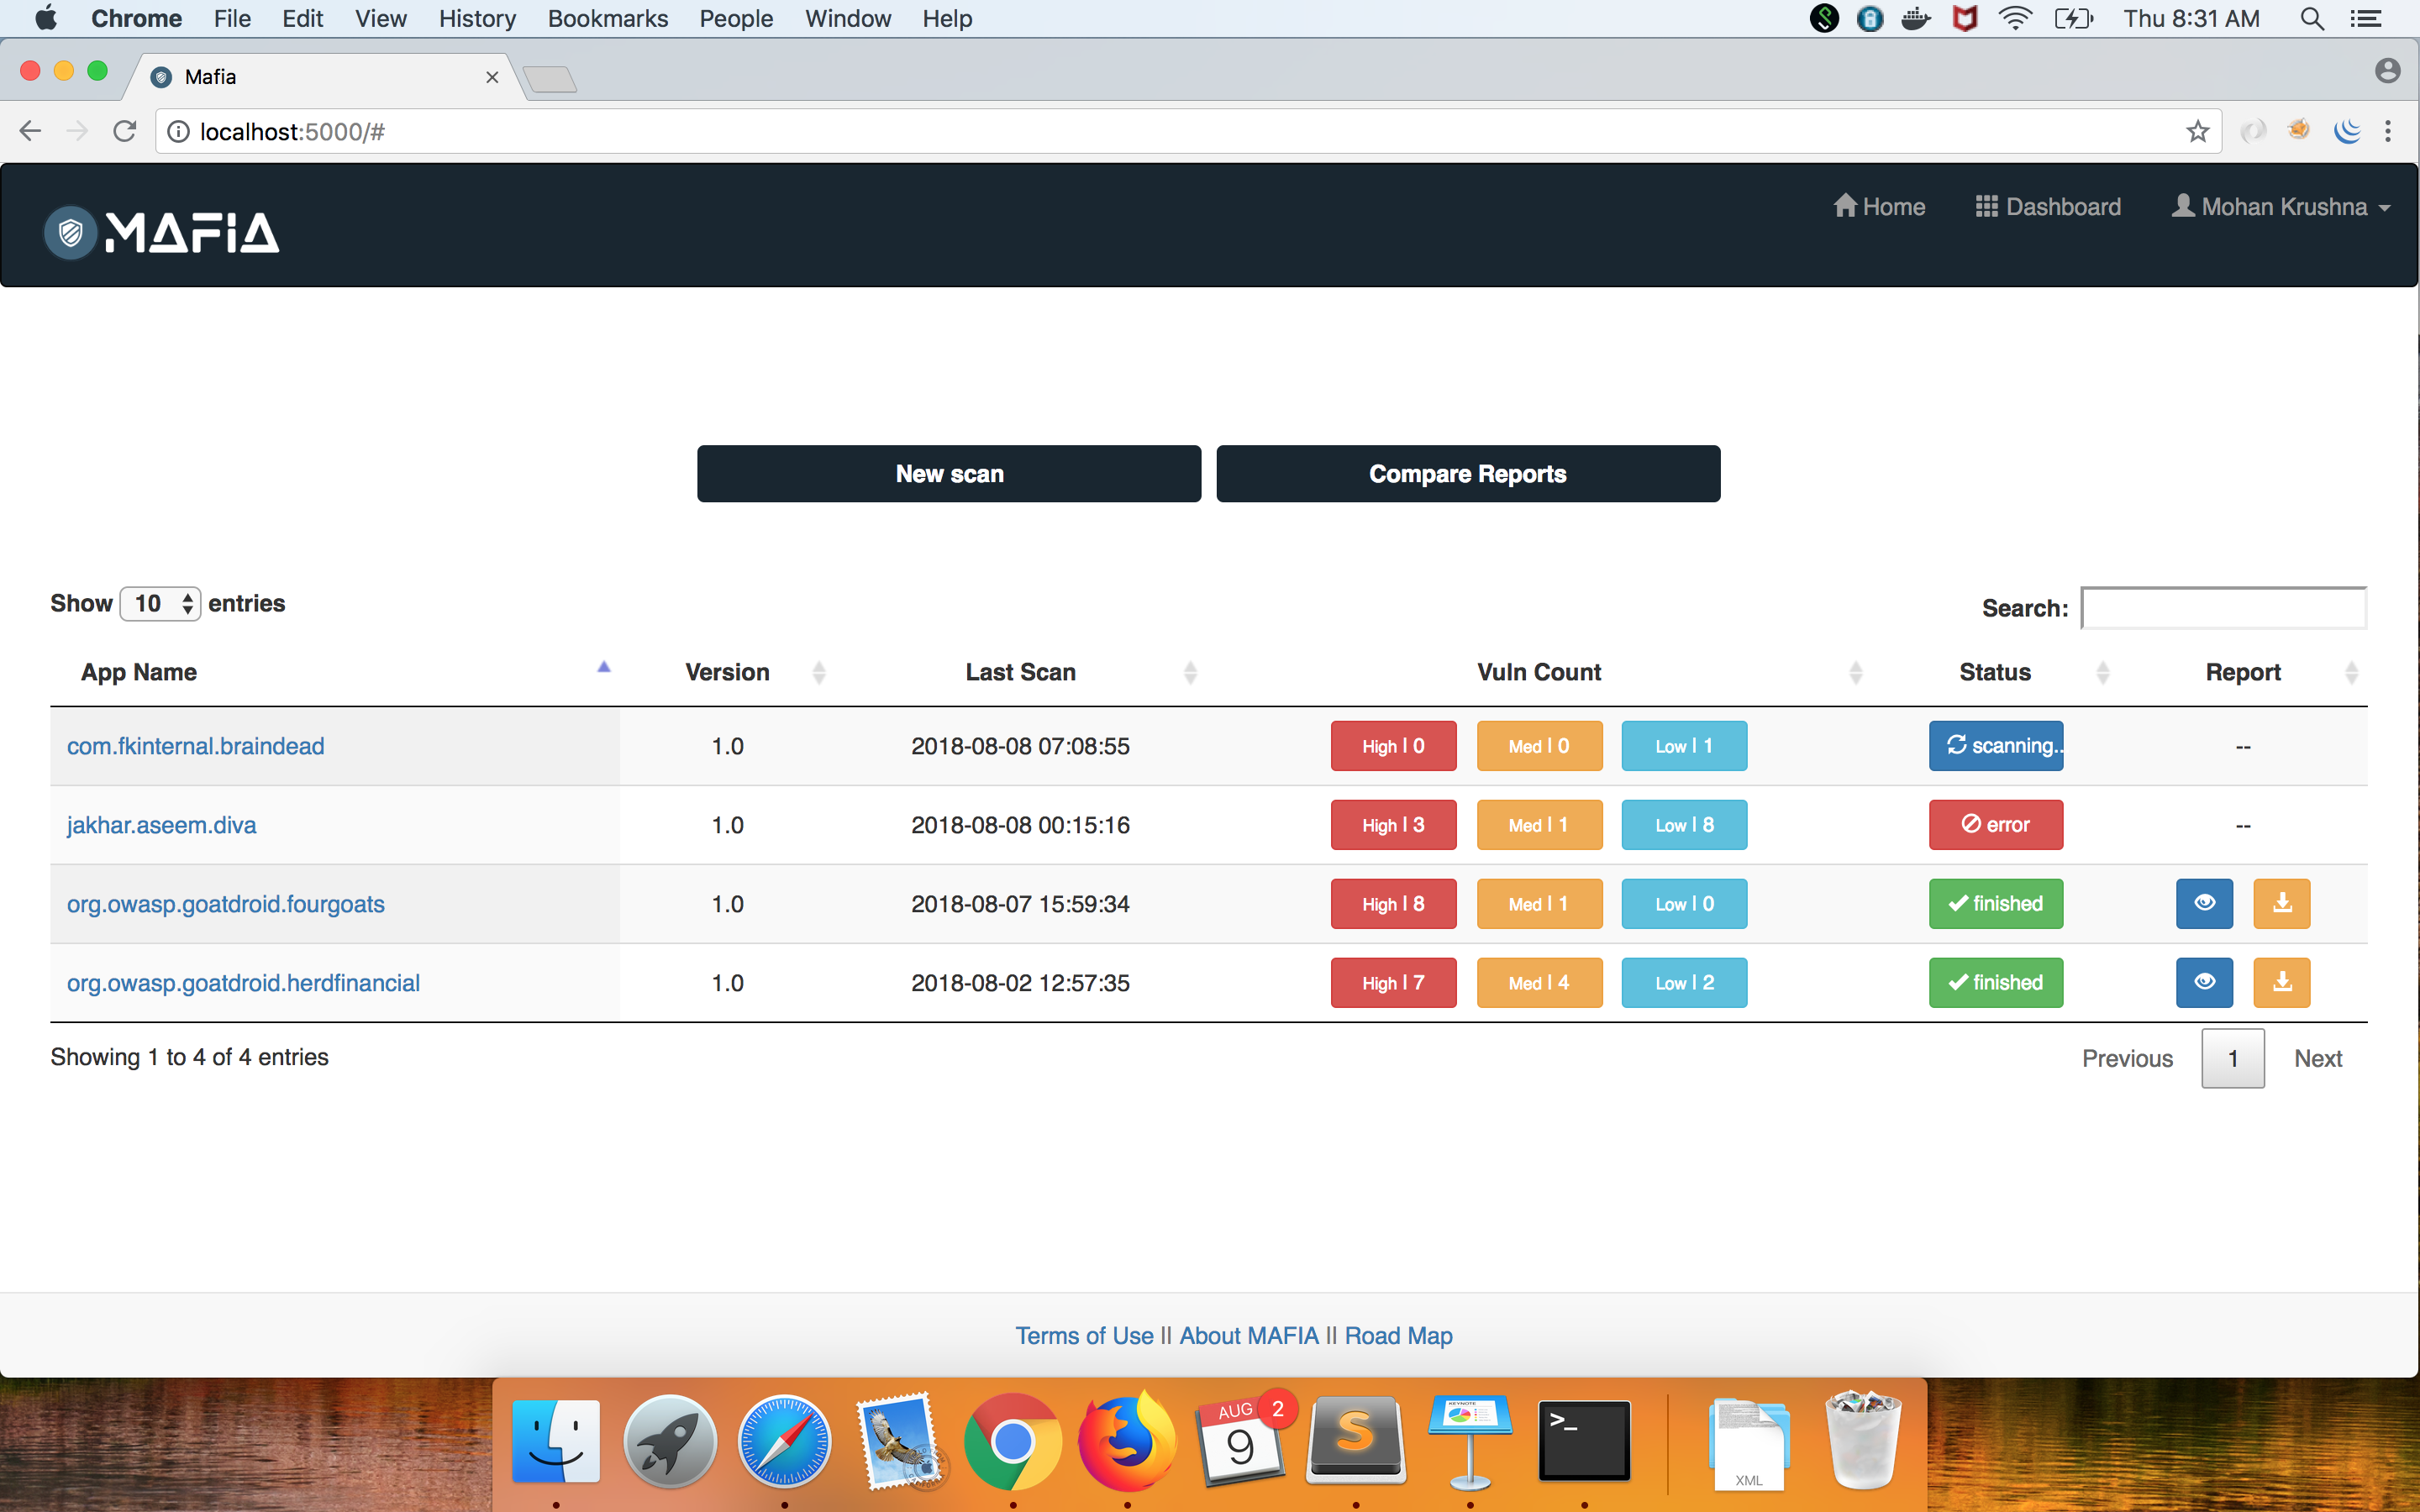 Chrome File Edit View History Bookmarks People Window Help Thu 8:31 AM
Mafia
localhost:5000/#
MAFiA Home Dashboard Mohan Krushna
New scan Compare Reports
Show 10 entries Search:
App Name Version Last Scan Vuln Count Status Report
com.fkinternal.braindead 1.0 2018-08-08 07:08:55 High | 0 Med | 0 Low | 1 scanning.. --
jakhar.aseem.diva 1.0 2018-08-08 00:15:16 High | 3 Med | 1 Low | 8 error --
org.owasp.goatdroid.fourgoats 1.0 2018-08-07 15:59:34 High | 8 Med | 1 Low | 0 finished
org.owasp.goatdroid.herdfinancial 1.0 2018-08-02 12:57:35 High | 7 Med | 4 Low | 2 finished
Showing 1 to 4 of 4 entries Previous 1 Next
Terms of Use || About MAFIA || Road Map
AUG 2
9
S
KEYNOTE
>_
XML